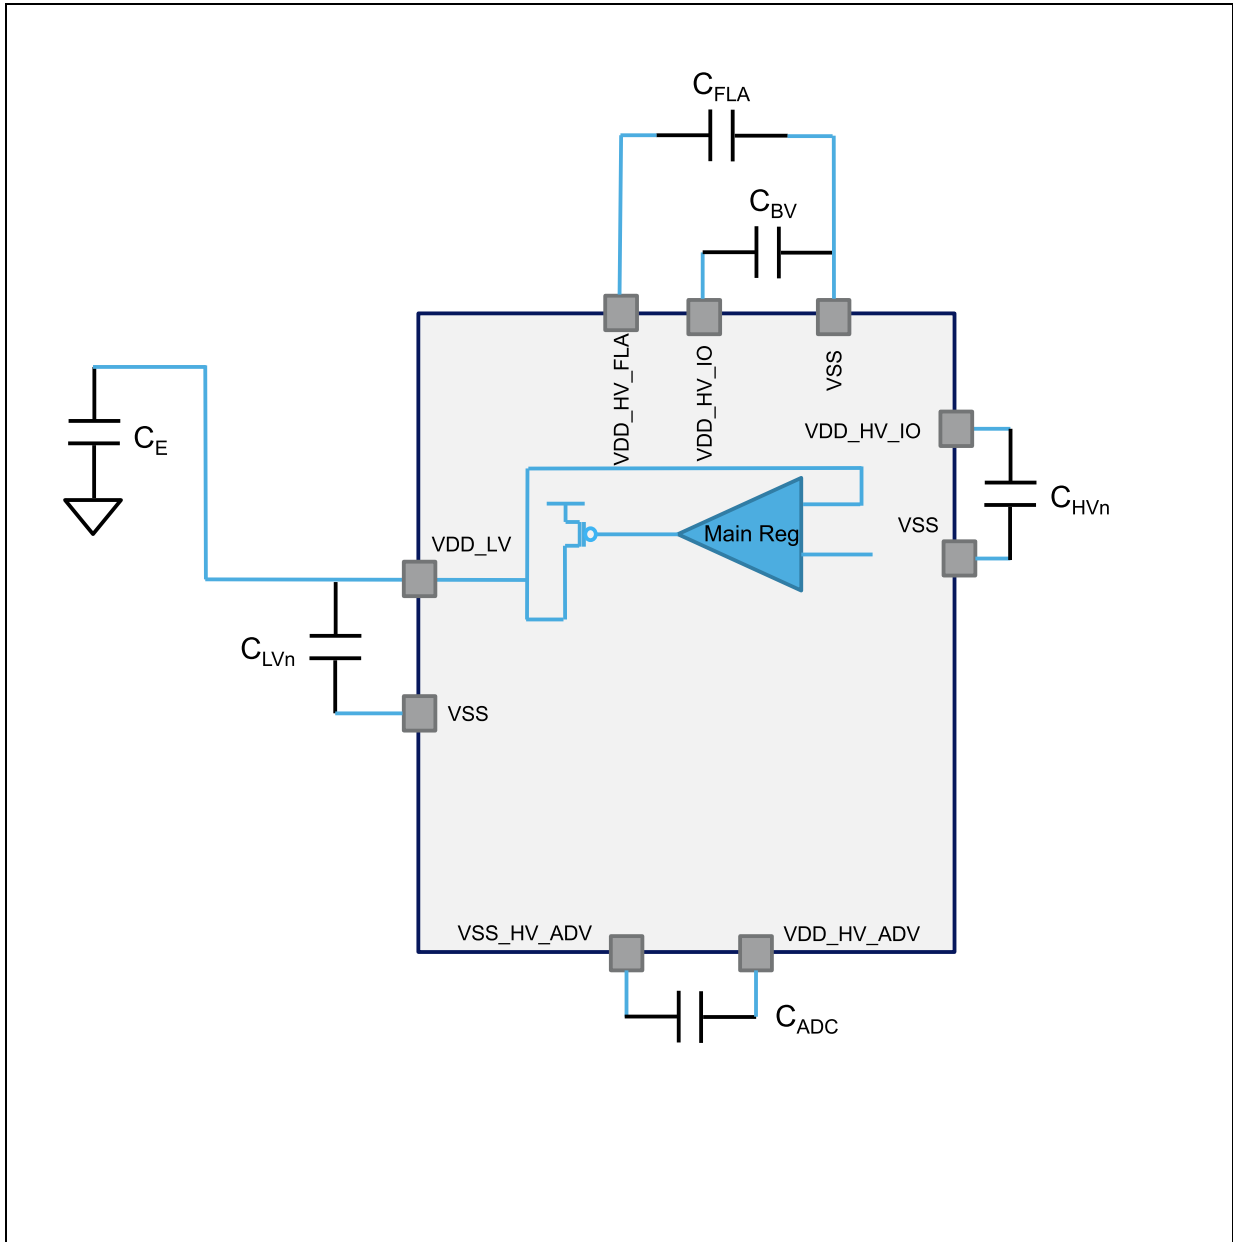 CFLA
CBV
VDD_HV_FLA
VDD_HV_IO
VSS
VDD_HV_IO
CE
CHVn
VSS
Main Reg
VDD_LV
CLVn
VSS
VSS_HV_ADV
VDD_HV_ADV
CADC